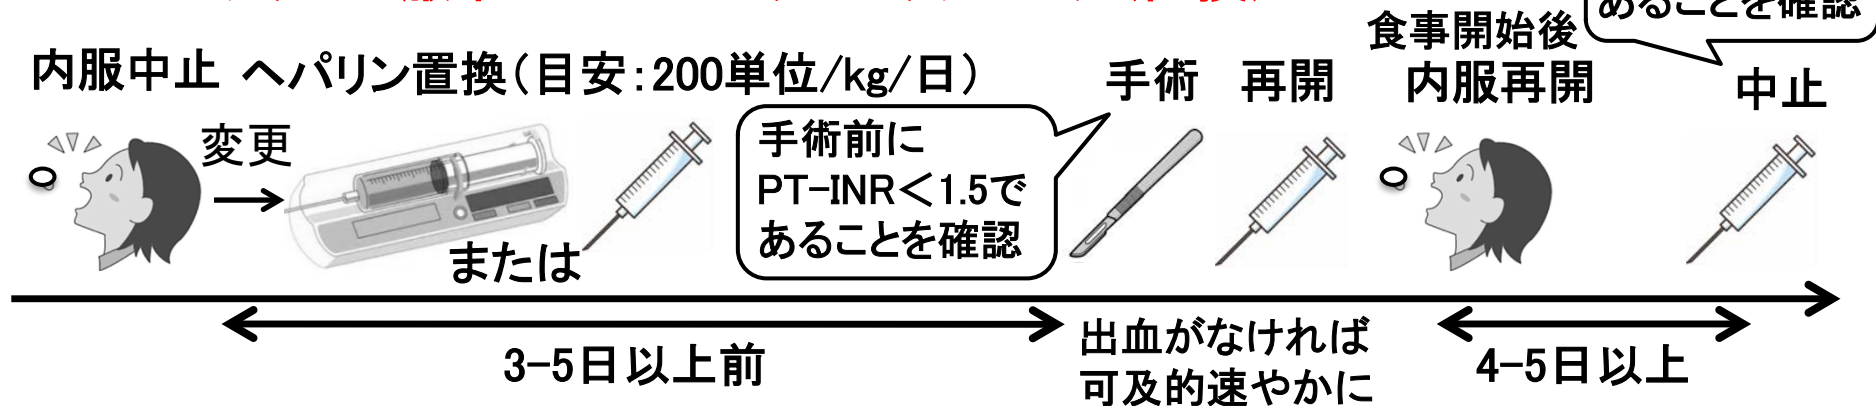 あることを確認
食事開始後
内服中止 ヘパリン置換(目安:200単位/kg/日) 手術 再開 内服再開 中止
変更
または
手術前に
PT-INR<1.5で
あることを確認
3-5日以上前
出血がなければ
可及的速やかに
4-5日以上